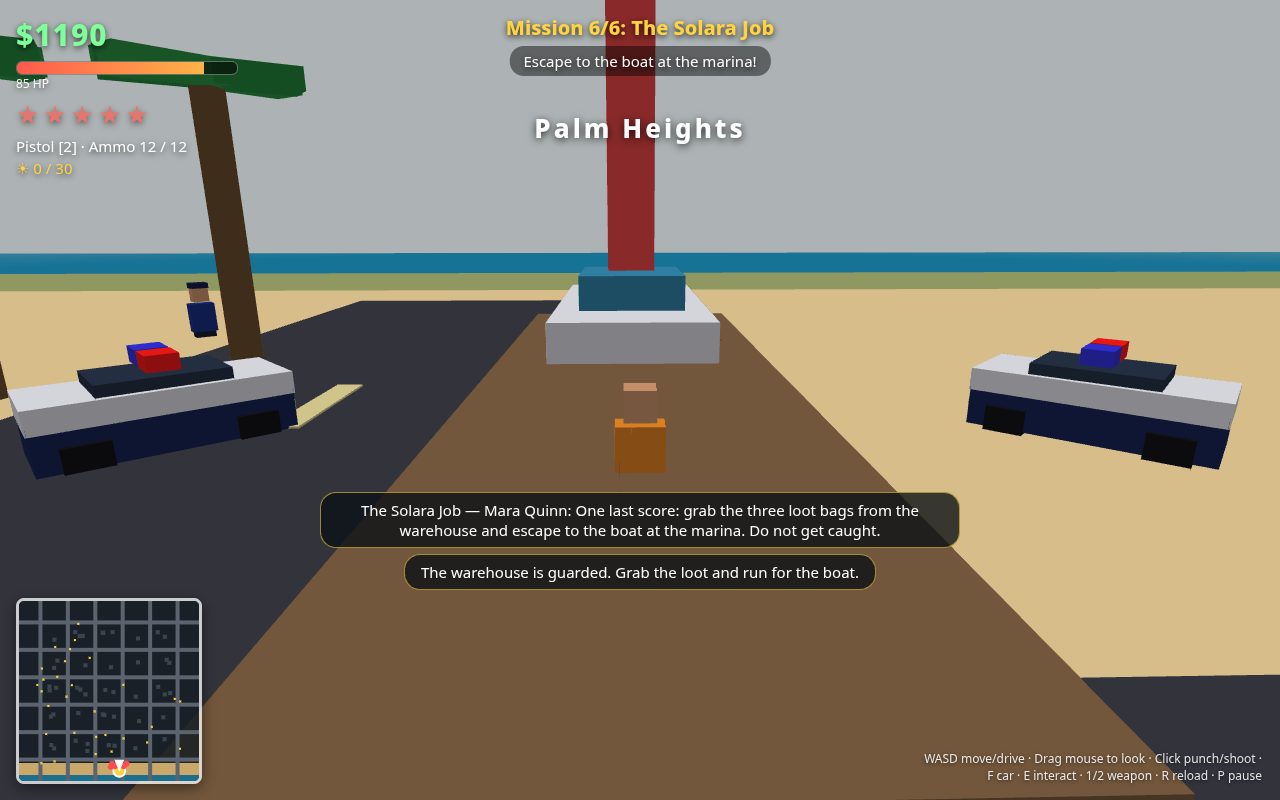 $1190
85 HP
★ ★ ★ ★ ★
Pistol [2] · Ammo 12 / 12
☀ 0 / 30
Mission 6/6: The Solara Job
Escape to the boat at the marina!
Palm Heights
The Solara Job — Mara Quinn: One last score: grab the three loot bags from the
warehouse and escape to the boat at the marina. Do not get caught.
The warehouse is guarded. Grab the loot and run for the boat.
WASD move/drive · Drag mouse to look · Click punch/shoot ·
F car · E interact · 1/2 weapon · R reload · P pause